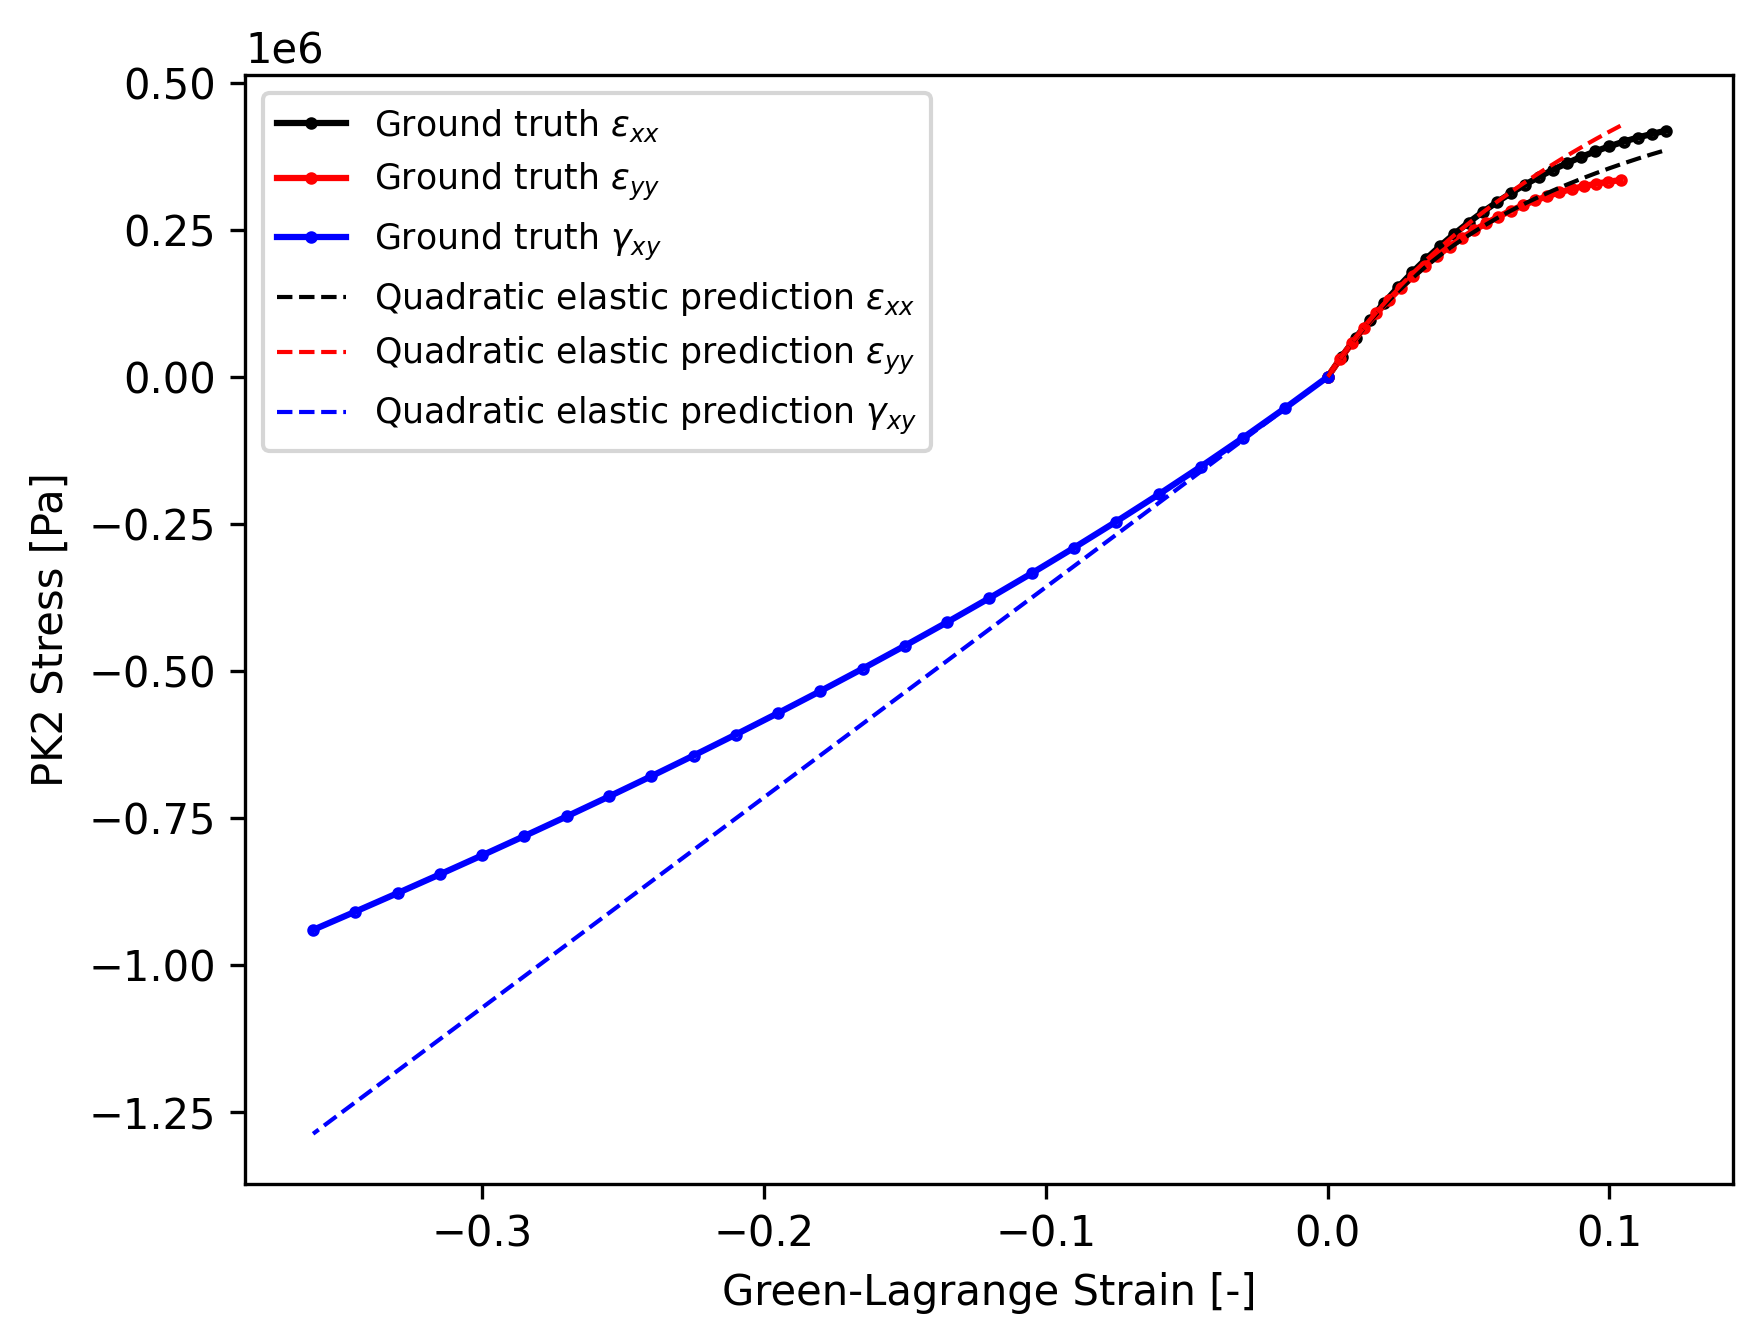 1e6
0.50
0.25
0.00
−0.25
−0.50
−0.75
−1.00
−1.25
PK2 Stress [Pa]
Ground truth εxx
Ground truth εyy
Ground truth γxy
Quadratic elastic prediction εxx
Quadratic elastic prediction εyy
Quadratic elastic prediction γxy
−0.3 −0.2 −0.1 0.0 0.1
Green-Lagrange Strain [-]